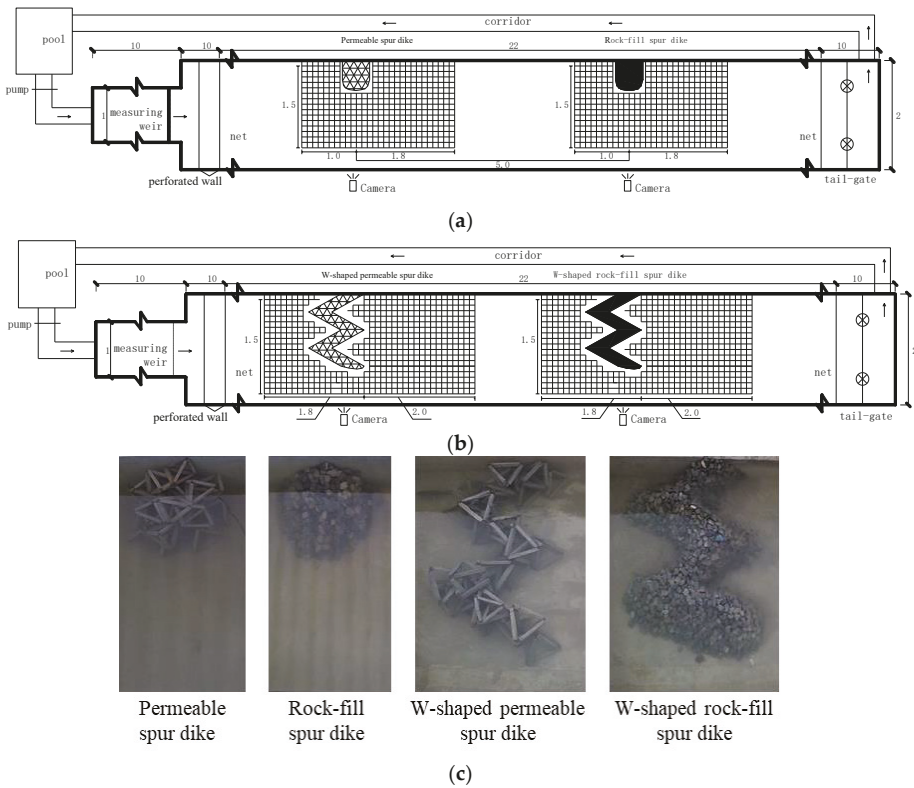 corridor
pool
10
10
Permeable spur dike
22
Rock-fill spur dike
10
pump
1
measuring
weir
net
1.5
1.5
net
2
1.0
1.8
1.0
1.8
5.0
perforated wall
Camera
Camera
tail-gate
(a)
corridor
pool
10
10
W-shaped permeable spur dike
22
W-shaped rock-fill spur dike
10
pump
1
measuring
weir
net
1.5
1.5
net
2
1.8
2.0
1.8
2.0
perforated wall
Camera
Camera
tail-gate
(b)
Permeable
spur dike
Rock-fill
spur dike
W-shaped permeable
spur dike
W-shaped rock-fill
spur dike
(c)